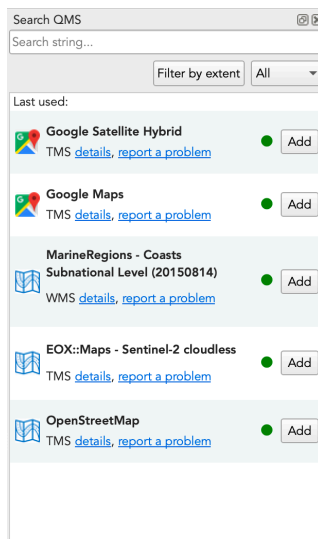 Search QMS
Search string...
Filter by extent All
Last used:
Google Satellite Hybrid
TMS details, report a problem
Add
Google Maps
TMS details, report a problem
Add
MarineRegions - Coasts
Subnational Level (20150814)
WMS details, report a problem
Add
EOX::Maps - Sentinel-2 cloudless
TMS details, report a problem
Add
OpenStreetMap
TMS details, report a problem
Add